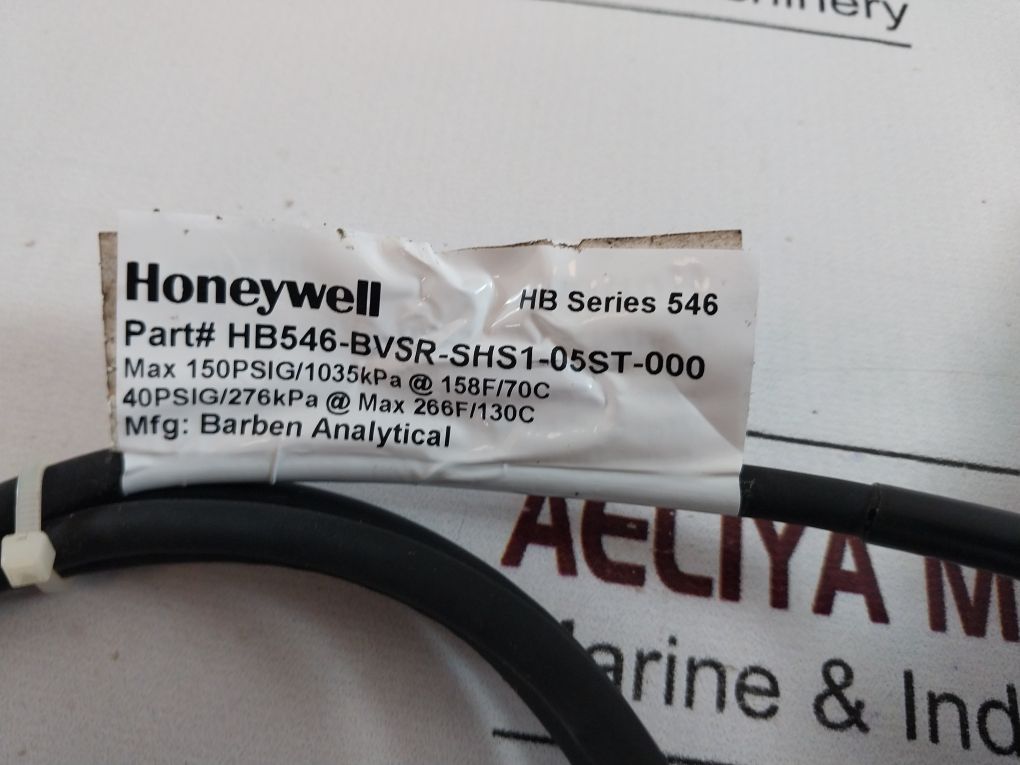 Honeywell HB Series 546
Part# HB546-BVSR-SHS1-05ST-000
Max 150PSIG/1035kPa @ 158F/70C
40PSIG/276kPa @ Max 266F/130C
Mfg: Barben Analytical
AELIYA M
arine & Ind